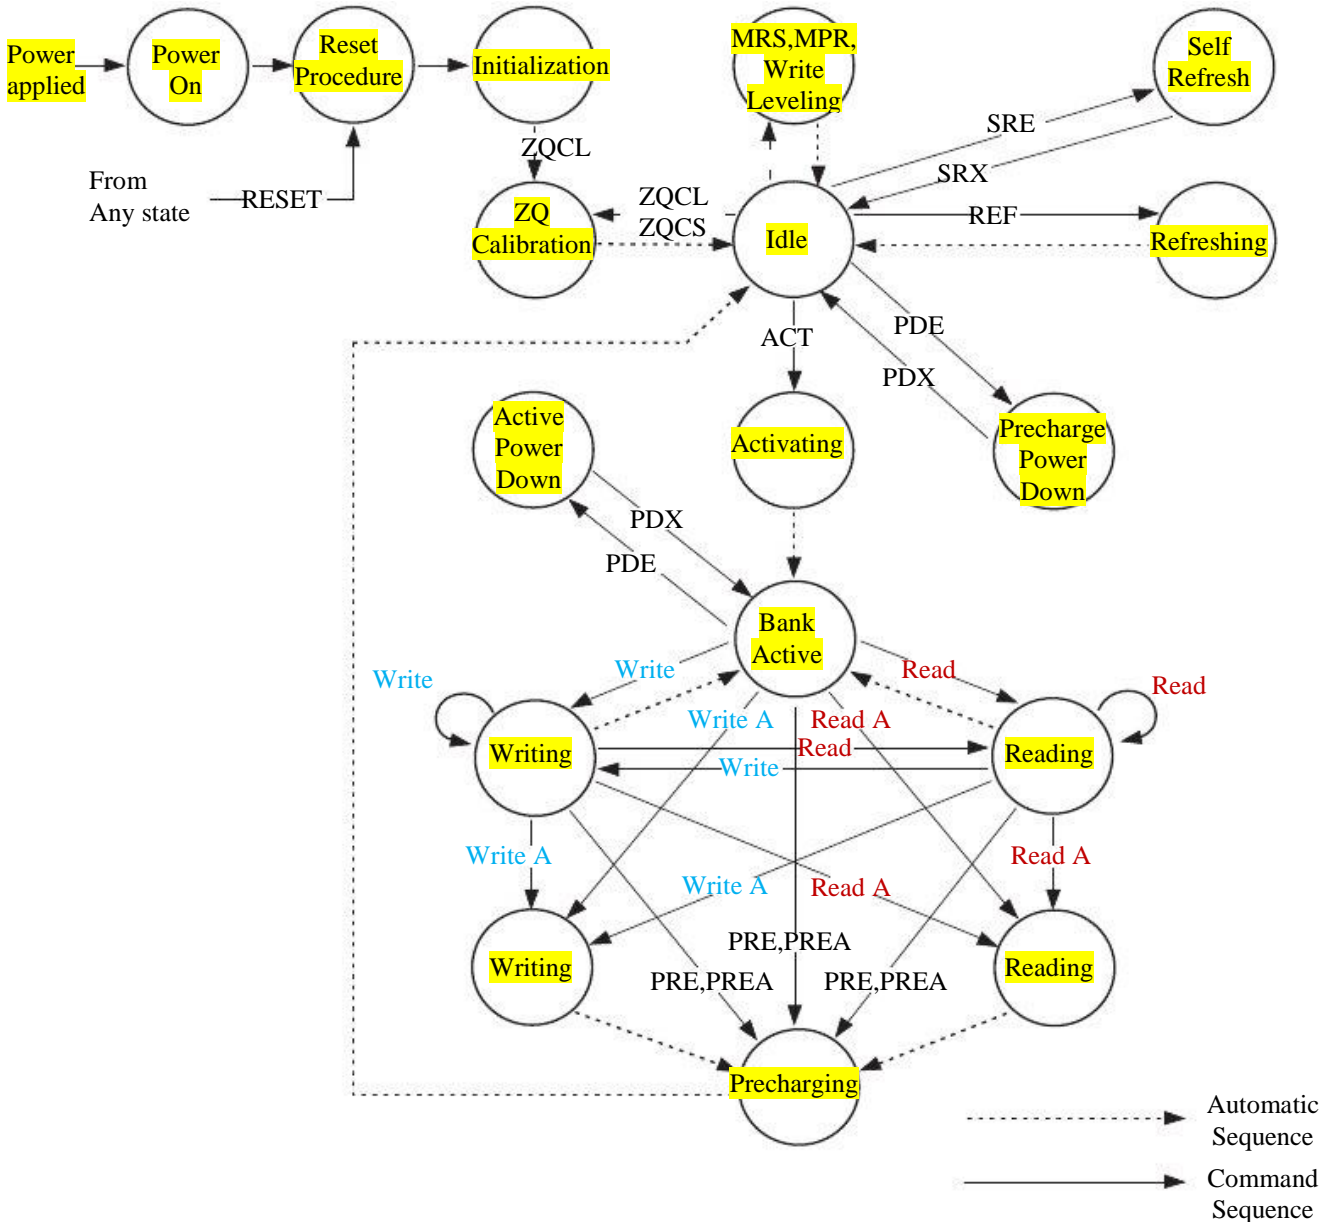 Power
applied
Power
On
Reset
Procedure
Initialization
MRS,MPR,
Write
Leveling
Self
Refresh
SRE
SRX
ZQCL
From
Any state
RESET
ZQ
Calibration
ZQCL
ZQCS
Idle
REF
Refreshing
ACT
PDE
PDX
Active
Power
Down
Activating
Precharge
Power
Down
PDX
PDE
Bank
Active
Write
Write
Read
Read
Write A
Read A
Writing
Read
Write
Reading
Write A
Write A
Read A
Read A
PRE,PREA
Writing
PRE,PREA
PRE,PREA
Reading
Precharging
Automatic
Sequence
Command
Sequence